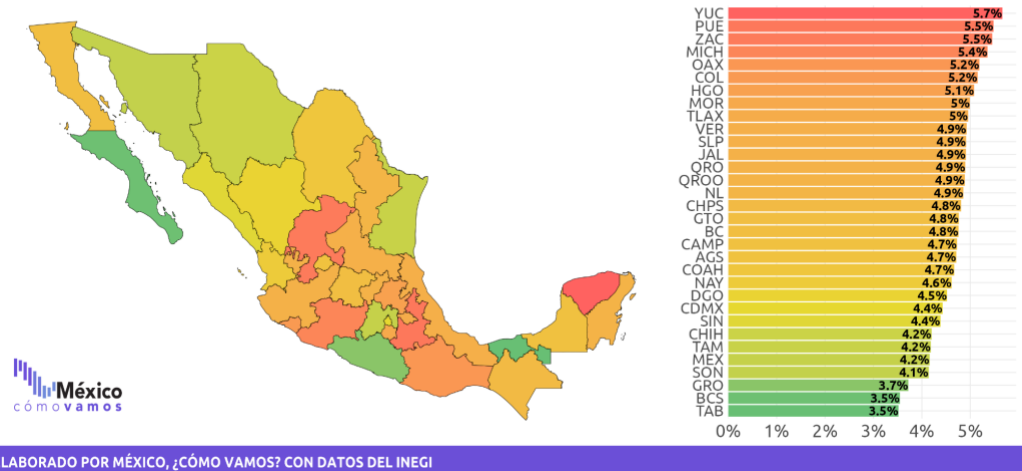 YUC 5.7%
PUE 5.5%
ZAC 5.5%
MICH 5.4%
OAX 5.2%
COL 5.2%
HGO 5.1%
MOR 5%
TLAX 5%
VER 4.9%
SLP 4.9%
JAL 4.9%
QRO 4.9%
QROO 4.9%
NL 4.9%
CHPS 4.8%
GTO 4.8%
BC 4.8%
CAMP 4.7%
AGS 4.7%
COAH 4.7%
NAY 4.6%
DGO 4.5%
CDMX 4.4%
SIN 4.4%
CHIH 4.2%
TAM 4.2%
MEX 4.2%
SON 4.1%
GRO 3.7%
BCS 3.5%
TAB 3.5%
0% 1% 2% 3% 4% 5%
México
cómovamos
LABORADO POR MÉXICO, ¿CÓMO VAMOS? CON DATOS DEL INEGI